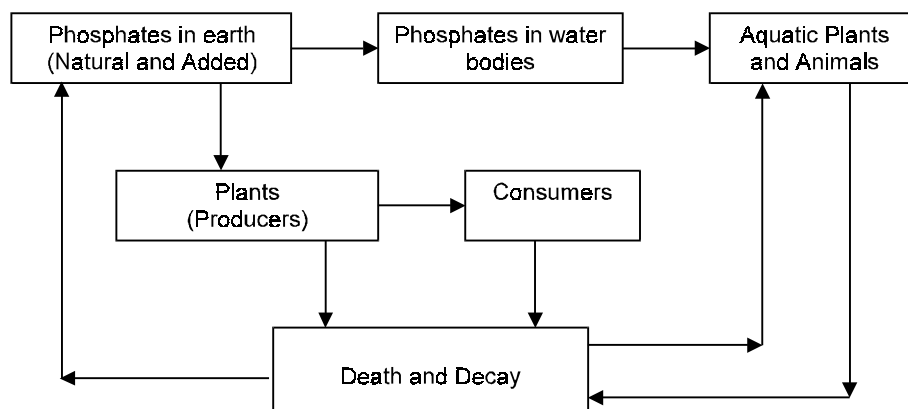 Phosphates in earth
(Natural and Added)
Phosphates in water
bodies
Aquatic Plants
and Animals
Plants
(Producers)
Consumers
Death and Decay